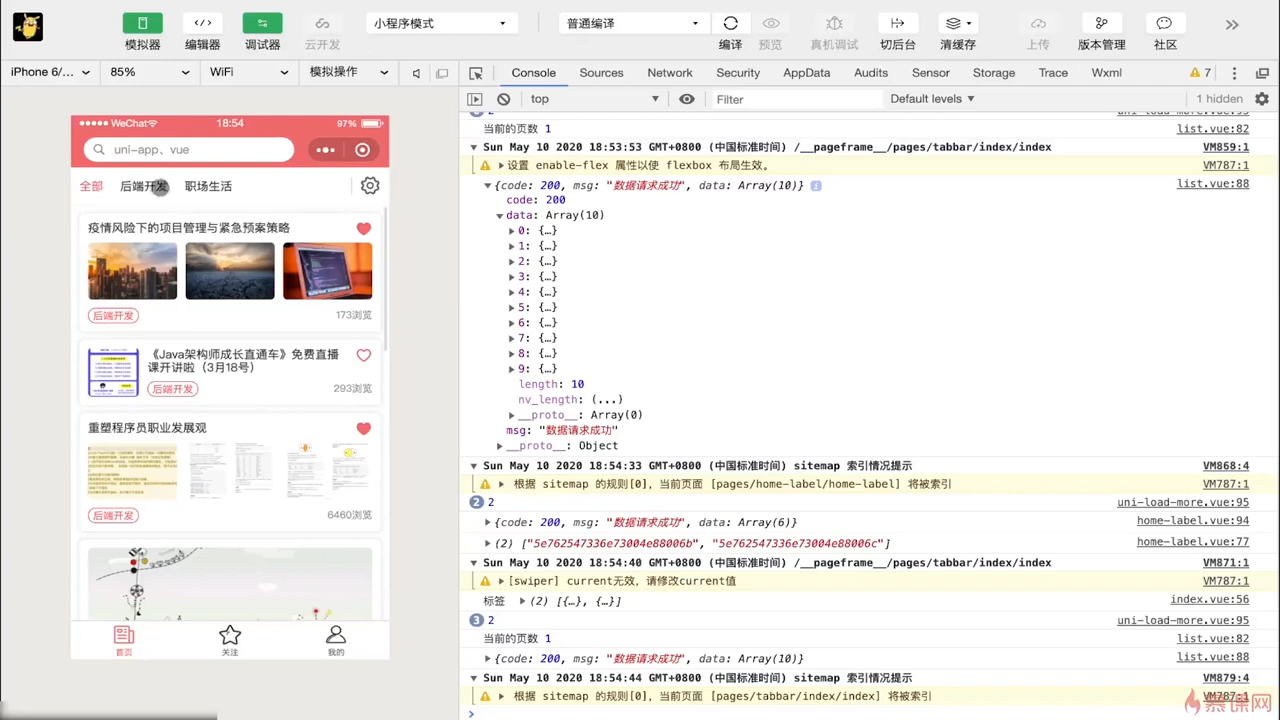 小程序模式
普通编译
模拟器 编辑器 调试器 云开发
编译 预览 真机调试 切后台 清缓存 上传 版本管理 社区
iPhone 6/... 85% WiFi 模拟操作
Console Sources Network Security AppData Audits Sensor Storage Trace Wxml 7
top Filter Default levels 1 hidden
WeChat 18:54 97%
uni-app、vue
全部 后端开发 职场生活
疫情风险下的项目管理与紧急预案策略
后端开发 173浏览
《Java架构师成长直通车》免费直播
课开讲啦（3月18号）
后端开发 293浏览
重塑程序员职业发展观
后端开发 6460浏览
首页 关注 我的
2 uni-load-more.vue:95
当前的页数 1 list.vue:82
Sun May 10 2020 18:53:53 GMT+0800 (中国标准时间) /__pageframe__/pages/tabbar/index/index VM859:1
设置 enable-flex 属性以使 flexbox 布局生效。 VM787:1
{code: 200, msg: "数据请求成功", data: Array(10)} list.vue:88
code: 200
data: Array(10)
0: {…}
1: {…}
2: {…}
3: {…}
4: {…}
5: {…}
6: {…}
7: {…}
8: {…}
9: {…}
length: 10
nv_length: (...)
__proto__: Array(0)
msg: "数据请求成功"
__proto__: Object
Sun May 10 2020 18:54:33 GMT+0800 (中国标准时间) sitemap 索引情况提示 VM868:4
根据 sitemap 的规则[0]，当前页面 [pages/home-label/home-label] 将被索引 VM787:1
2 2 uni-load-more.vue:95
{code: 200, msg: "数据请求成功", data: Array(6)} home-label.vue:94
(2) ["5e762547336e73004e88006b", "5e762547336e73004e88006c"] home-label.vue:77
Sun May 10 2020 18:54:40 GMT+0800 (中国标准时间) /__pageframe__/pages/tabbar/index/index VM871:1
[swiper] current无效，请修改current值 VM787:1
标签 (2) [{…}, {…}] index.vue:56
3 2 uni-load-more.vue:95
当前的页数 1 list.vue:82
{code: 200, msg: "数据请求成功", data: Array(10)} list.vue:88
Sun May 10 2020 18:54:44 GMT+0800 (中国标准时间) sitemap 索引情况提示 VM879:4
根据 sitemap 的规则[0]，当前页面 [pages/tabbar/index/index] 将被索引 VM787:1
慕课网